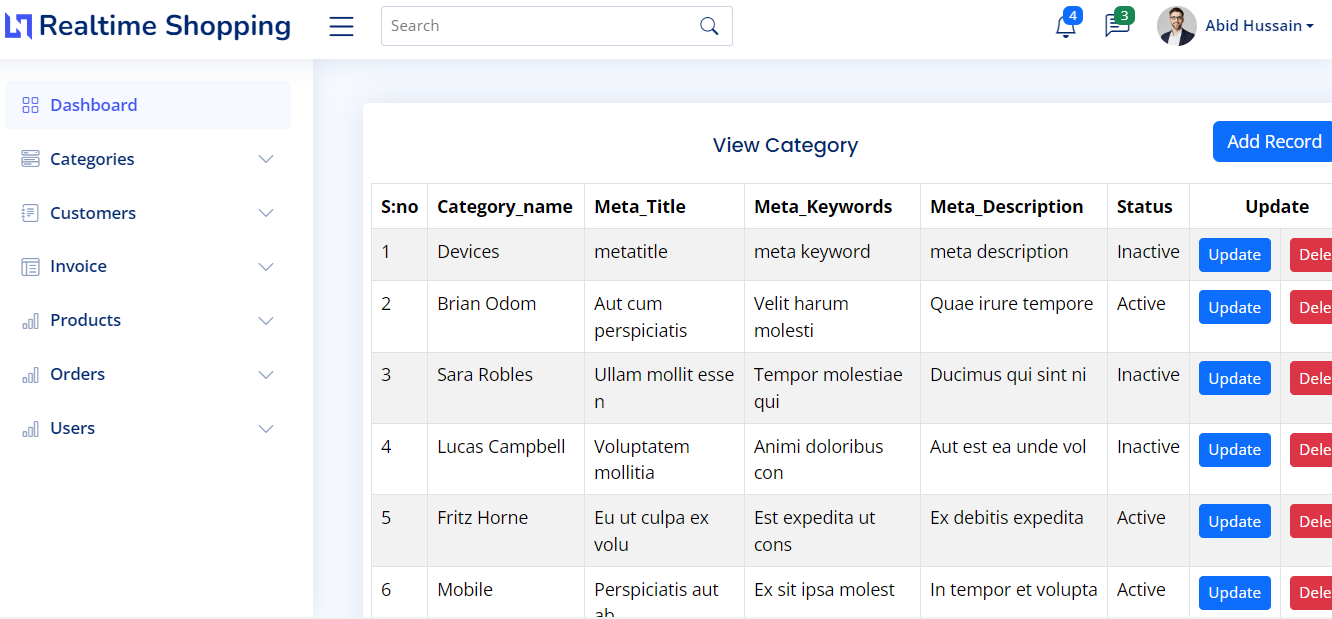 Realtime Shopping
Search
4
3
Abid Hussain
Dashboard
Categories
Customers
Invoice
Products
Orders
Users
View Category
Add Record
S:no Category_name Meta_Title Meta_Keywords Meta_Description Status Update
1 Devices metatitle meta keyword meta description Inactive Update Dele
2 Brian Odom Aut cum Velit harum Quae irure tempore Active Update Dele
perspiciatis molesti
3 Sara Robles Ullam mollit esse Tempor molestiae Ducimus qui sint ni Inactive Update Dele
n qui
4 Lucas Campbell Voluptatem Animi doloribus Aut est ea unde vol Inactive Update Dele
mollitia con
5 Fritz Horne Eu ut culpa ex Est expedita ut Ex debitis expedita Active Update Dele
volu cons
6 Mobile Perspiciatis aut Ex sit ipsa molest In tempor et volupta Active Update Dele
ab